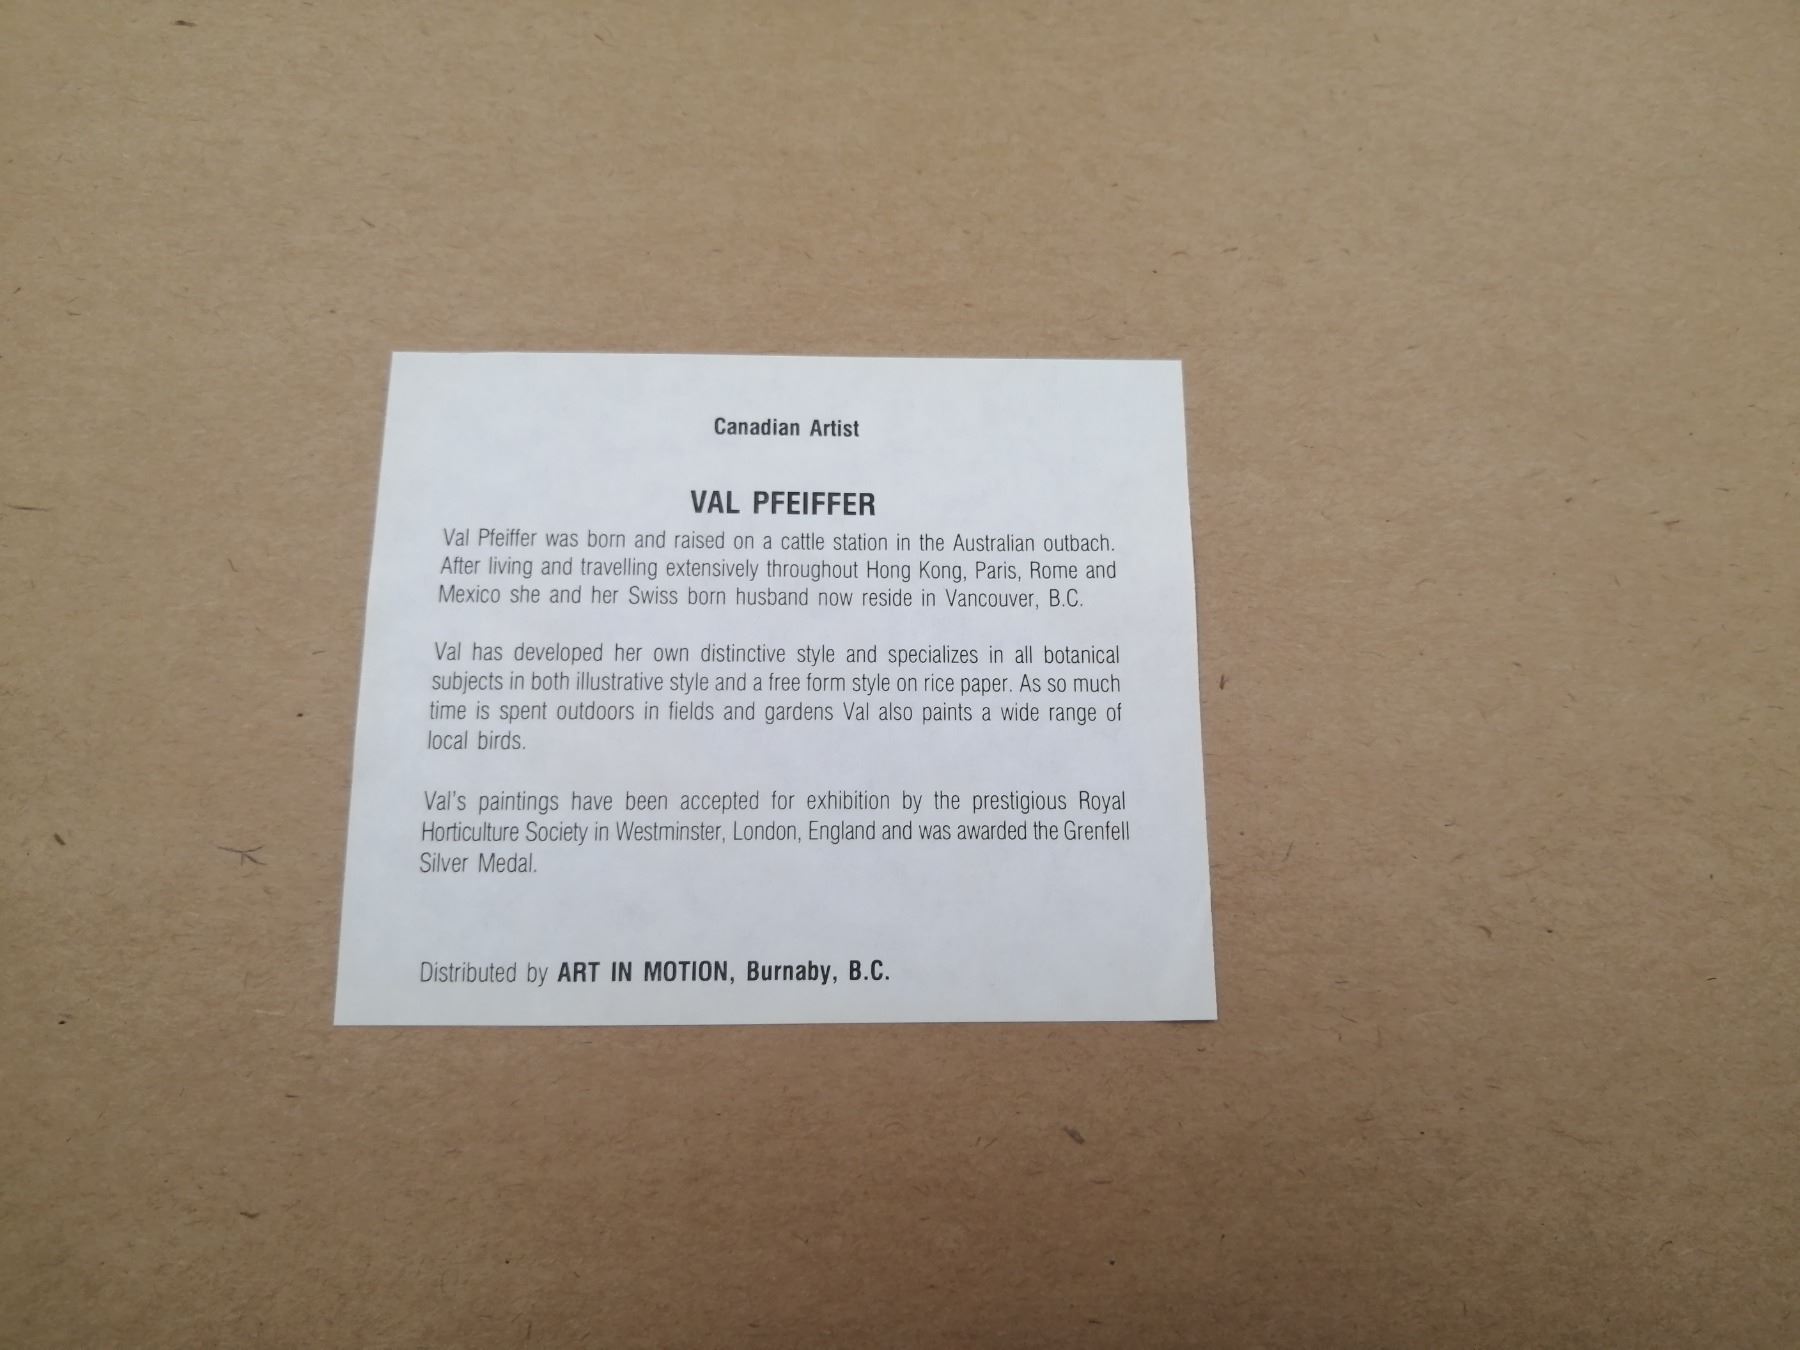 Canadian Artist
VAL PFEIFFER
Val Pfeiffer was born and raised on a cattle station in the Australian outbach.
After living and travelling extensively throughout Hong Kong, Paris, Rome and
Mexico she and her Swiss born husband now reside in Vancouver, B.C.
Val has developed her own distinctive style and specializes in all botanical
subjects in both illustrative style and a free form style on rice paper. As so much
time is spent outdoors in fields and gardens Val also paints a wide range of
local birds.
Val's paintings have been accepted for exhibition by the prestigious Royal
Horticulture Society in Westminster, London, England and was awarded the Grenfell
Silver Medal.
Distributed by ART IN MOTION, Burnaby, B.C.